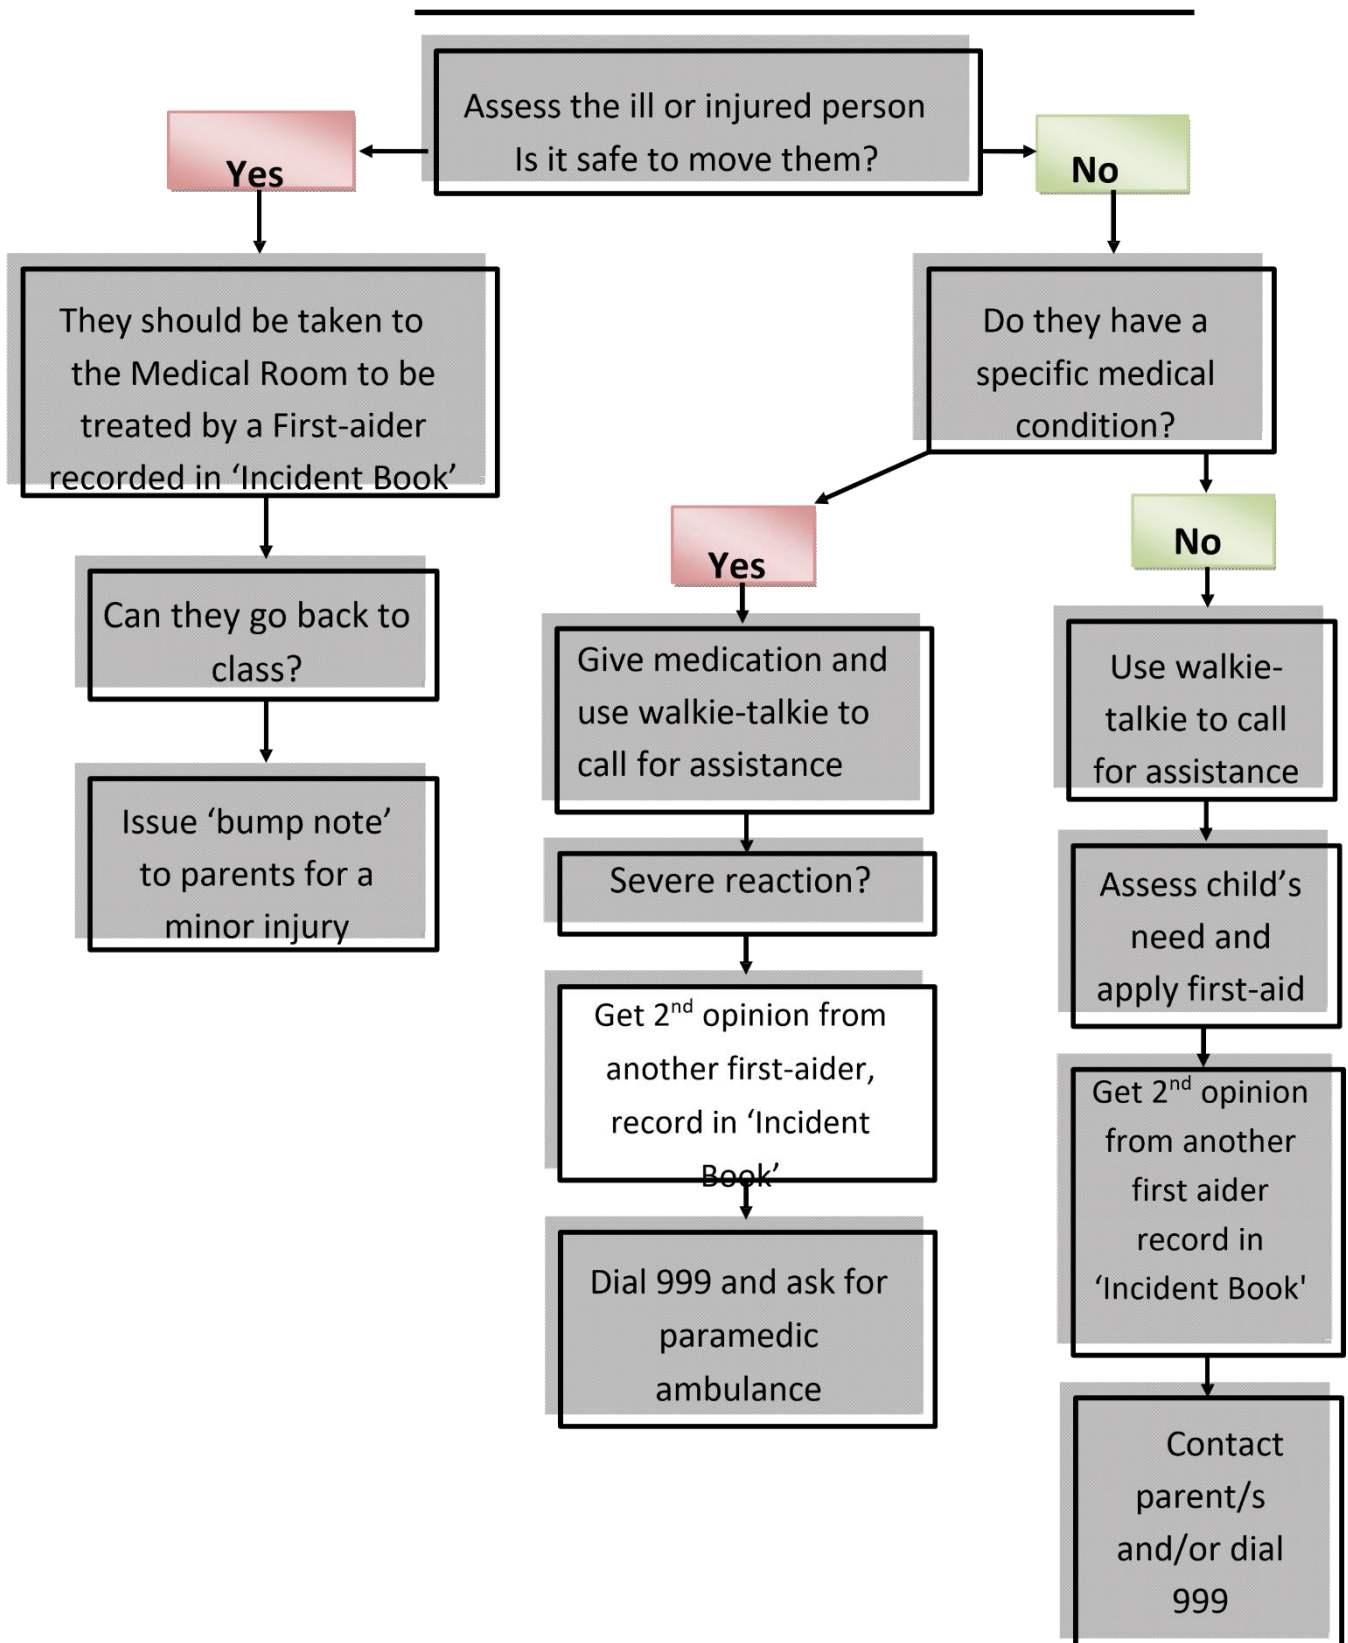 Assess the ill or injured person
Is it safe to move them?
Yes
No
They should be taken to
the Medical Room to be
treated by a First-aider
recorded in ‘Incident Book’
Can they go back to
class?
Issue ‘bump note’
to parents for a
minor injury
Do they have a
specific medical
condition?
Yes
No
Give medication and
use walkie-talkie to
call for assistance
Severe reaction?
Get 2nd opinion from
another first-aider,
record in ‘Incident
Book’
Dial 999 and ask for
paramedic
ambulance
Use walkie-
talkie to call
for assistance
Assess child’s
need and
apply first-aid
Get 2nd opinion
from another
first aider
record in
‘Incident Book'
Contact
parent/s
and/or dial
999